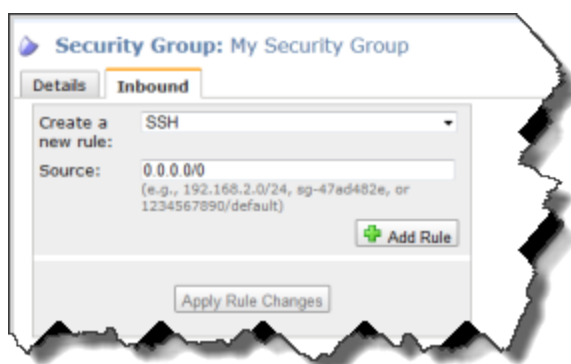 Security Group: My Security Group
Details
Inbound
Create a
new rule:
SSH
Source:
0.0.0.0/0
(e.g., 192.168.2.0/24, sg-47ad482e, or
1234567890/default)
Add Rule
Apply Rule Changes